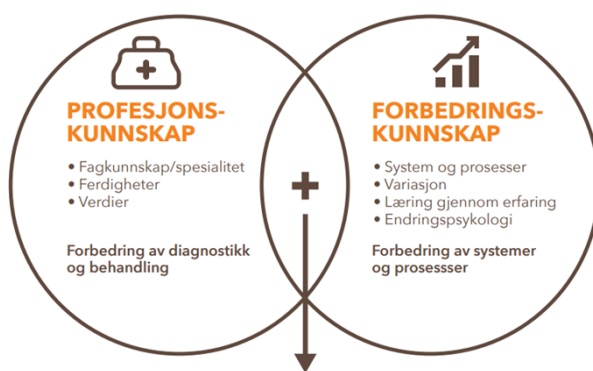 PROFESJONS-
KUNNSKAP
• Fagkunnskap/spesialitet
• Ferdigheter
• Verdier
Forbedring av diagnostikk
og behandling
+
FORBEDRINGS-
KUNNSKAP
• System og prosesser
• Variasjon
• Læring gjennom erfaring
• Endringspsykologi
Forbedring av systemer
og prosessser